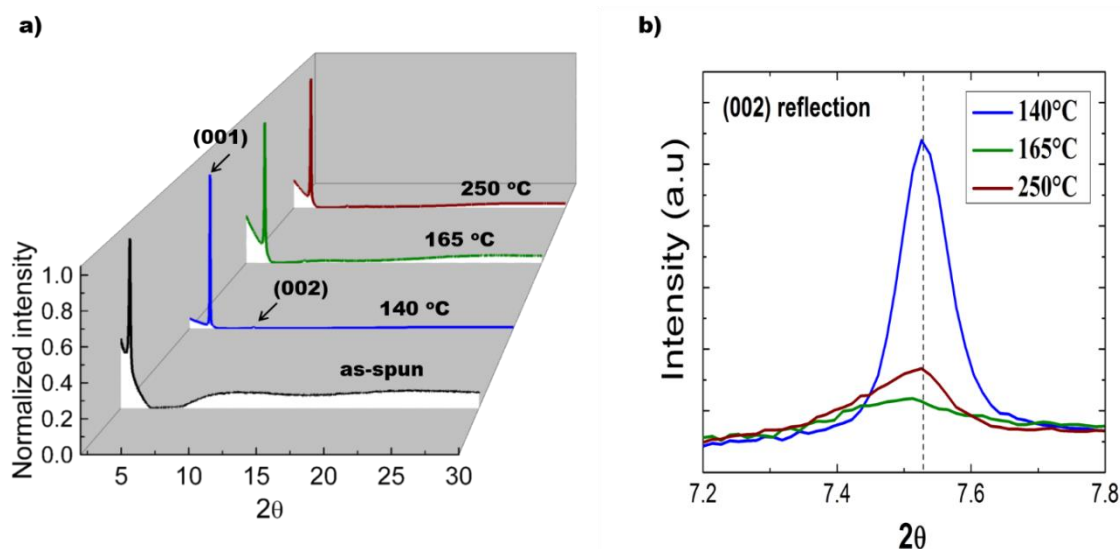 a)
(001)
(002)
250 °C
165 °C
140 °C
as-spun
Normalized intensity
1.0
0.8
0.6
0.4
0.2
0.0
5 10 15 20 25 30
2θ
b)
(002) reflection
140°C
165°C
250°C
Intensity (a.u)
7.2 7.4 7.6 7.8
2θ